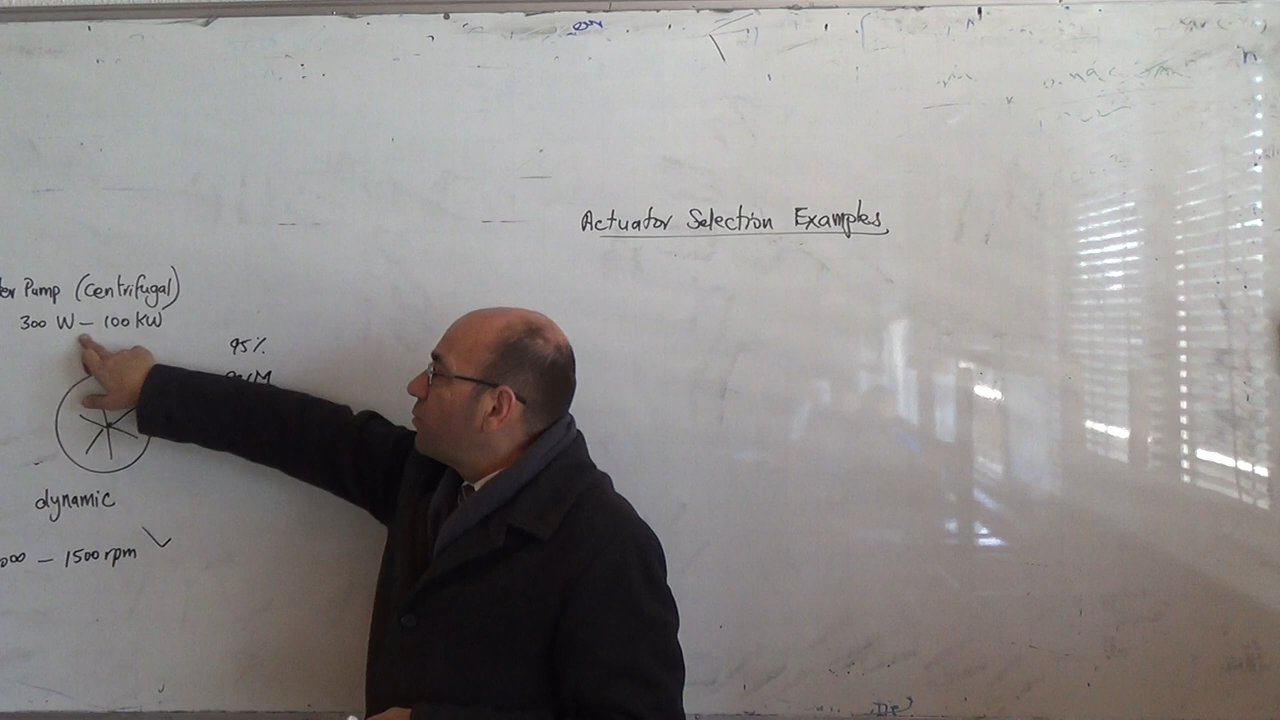 Actuator Selection Examples
Pump (Centrifugal)
300 W – 100 KW
95%
dynamic
– 1500 rpm